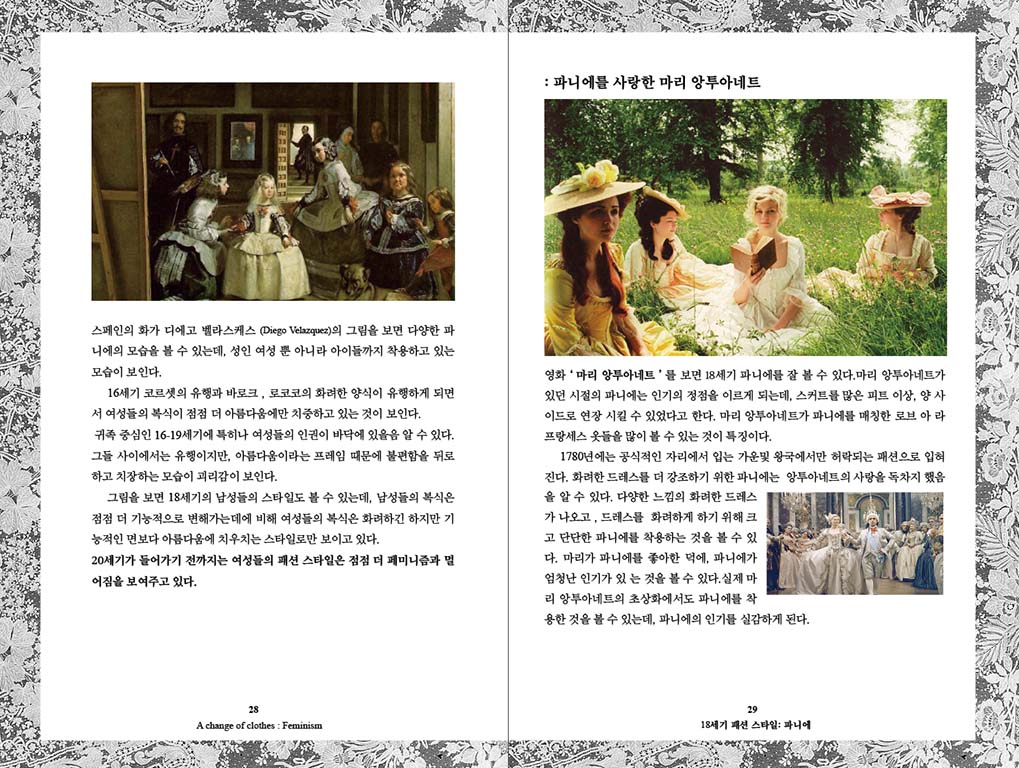 스페인의 화가 디에고 벨라스케스 (Diego Velazquez)의 그림을 보면 다양한 파
니에의 모습을 볼 수 있는데, 성인 여성 뿐 아니라 아이들까지 착용하고 있는
모습이 보인다.
16세기 코르셋의 유행과 바로크 , 로코코의 화려한 양식이 유행하게 되면
서 여성들의 복식이 점점 더 아름다움에만 치중하고 있는 것이 보인다.
귀족 중심인 16-19세기에 특히나 여성들의 인권이 바닥에 있을음 알 수 있다.
그들 사이에서는 유행이지만, 아름다움이라는 프레임 때문에 불편함을 뒤로
하고 치장하는 모습이 괴리감이 보인다.
그림을 보면 18세기의 남성들의 스타일도 볼 수 있는데, 남성들의 복식은
점점 더 기능적으로 변해가는데에 비해 여성들의 복식은 화려하긴 하지만 기
능적인 면보다 아름다움에 치우치는 스타일로만 보이고 있다.
20세기가 들어가기 전까지는 여성들의 패션 스타일은 점점 더 페미니즘과 멀
어짐을 보여주고 있다.
28
A change of clothes : Feminism
: 파니에를 사랑한 마리 앙투아네트
영화 ‘ 마리 앙투아네트 ’ 를 보면 18세기 파니에를 잘 볼 수 있다.마리 앙투아네트가
있던 시절의 파니에는 인기의 정점을 이르게 되는데, 스커트를 많은 피트 이상, 양 사
이드로 연장 시킬 수 있었다고 한다. 마리 앙투아네트가 파니에를 매칭한 로브 아 라
프랑세스 옷들을 많이 볼 수 있는 것이 특징이다.
1780년에는 공식적인 자리에서 입는 가운및 왕국에서만 허락되는 패션으로 입혀
진다. 화려한 드레스를 더 강조하기 위한 파니에는 앙투아네트의 사랑을 독차지 했음
을 알 수 있다. 다양한 느낌의 화려한 드레스
가 나오고 , 드레스를 화려하게 하기 위해 크
고 단단한 파니에를 착용하는 것을 볼 수 있
다. 마리가 파니에를 좋아한 덕에, 파니에가
엄청난 인기가 있 는 것을 볼 수 있다.실제 마
리 앙투아네트의 초상화에서도 파니에를 착
용한 것을 볼 수 있는데, 파니에의 인기를 실감하게 된다.
29
18세기 패션 스타일: 파니에